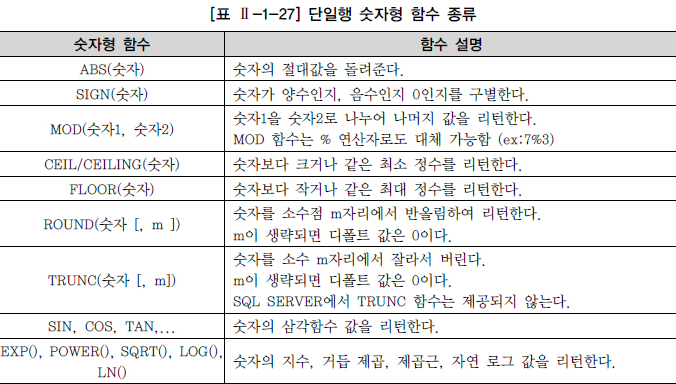 [표 Ⅱ-1-27] 단일행 숫자형 함수 종류
숫자형 함수 함수 설명
ABS(숫자) 숫자의 절대값을 돌려준다.
SIGN(숫자) 숫자가 양수인지, 음수인지 0인지를 구별한다.
MOD(숫자1, 숫자2) 숫자1을 숫자2로 나누어 나머지 값을 리턴한다.
MOD 함수는 % 연산자로도 대체 가능함 (ex:7%3)
CEIL/CEILING(숫자) 숫자보다 크거나 같은 최소 정수를 리턴한다.
FLOOR(숫자) 숫자보다 작거나 같은 최대 정수를 리턴한다.
ROUND(숫자 [, m ]) 숫자를 소수점 m자리에서 반올림하여 리턴한다.
m이 생략되면 디폴트 값은 0이다.
TRUNC(숫자 [, m]) 숫자를 소수 m자리에서 잘라서 버린다.
m이 생략되면 디폴트 값은 0이다.
SQL SERVER에서 TRUNC 함수는 제공되지 않는다.
SIN, COS, TAN,... 숫자의 삼각함수 값을 리턴한다.
EXP(), POWER(), SQRT(), LOG(), LN() 숫자의 지수, 거듭 제곱, 제곱근, 자연 로그 값을 리턴한다.